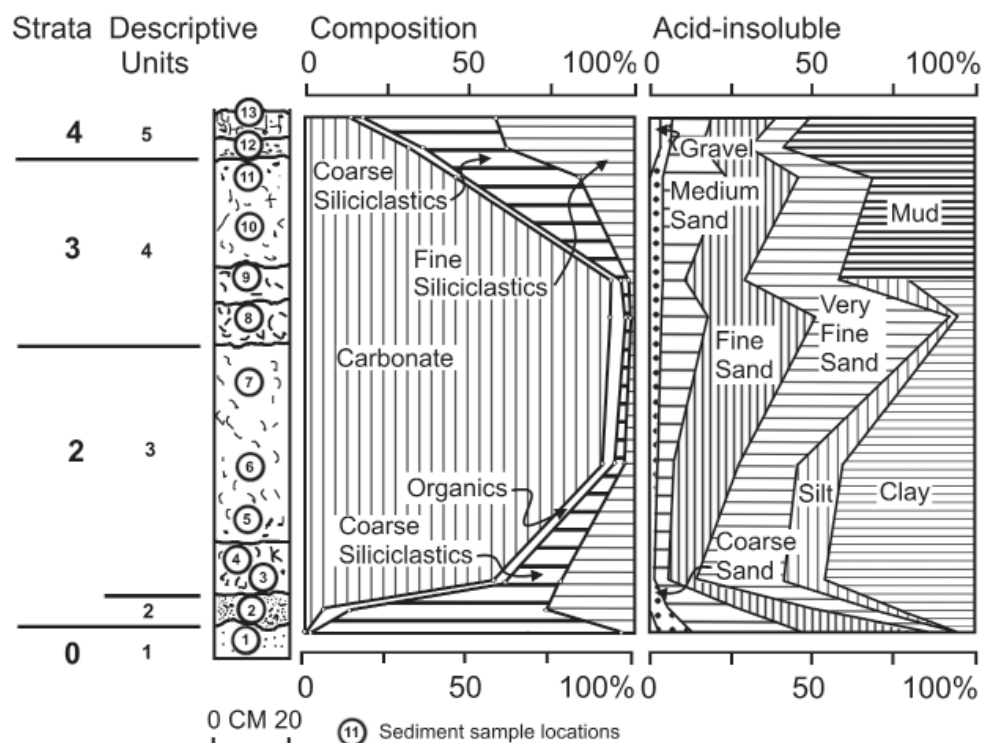 Strata Descriptive Units
Composition
Acid-insoluble
0 50 100% 0 50 100%
4 5
3 4
2 3
2
0 1
13
12
11
10
9
8
7
6
5
4
3
2
1
Coarse
Siliciclastics
Fine
Siliciclastics
Carbonate
Organics
Coarse
Siliciclastics
Gravel
Medium
Sand
Mud
Fine
Sand
Very
Fine
Sand
Silt
Clay
Coarse
Sand
0 50 100% 0 50 100%
0 CM 20
11 Sediment sample locations